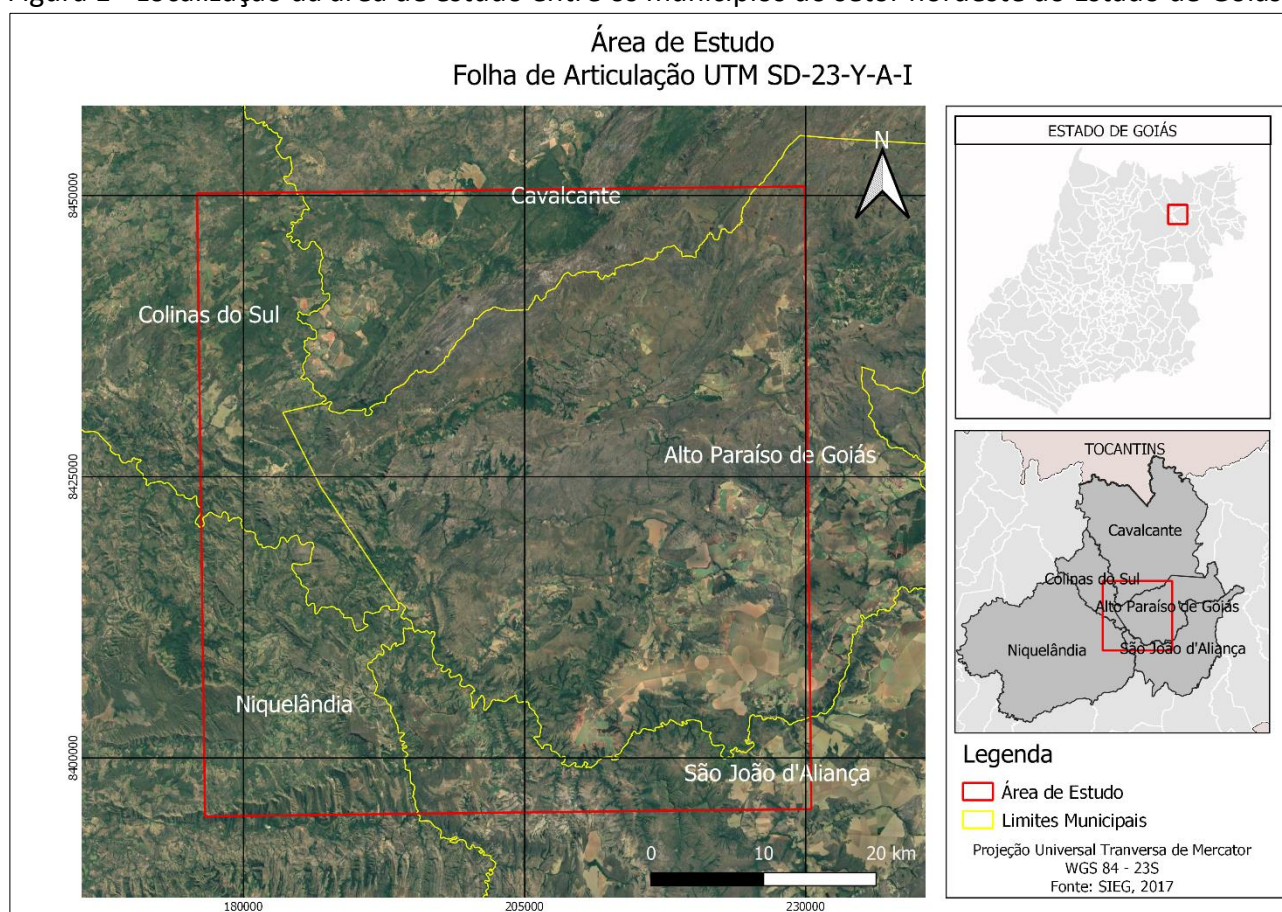 Figura 1 - Localização da área de estudo entre os municípios do setor nordeste do Estado de Goiás
Área de Estudo
Folha de Articulação UTM SD-23-Y-A-I
N
Cavalcante
Colinas do Sul
Alto Paraíso de Goiás
Niquelândia
São João d'Aliança
8450000
8425000
8400000
180000
205000
230000
0 10 20 km
ESTADO DE GOIÁS
TOCANTINS
Cavalcante
Colinas do Sul
Alto Paraíso de Goiás
Niquelândia
São João d'Aliança
Legenda
Área de Estudo
Limites Municipais
Projeção Universal Tranversa de Mercator
WGS 84 - 23S
Fonte: SIEG, 2017